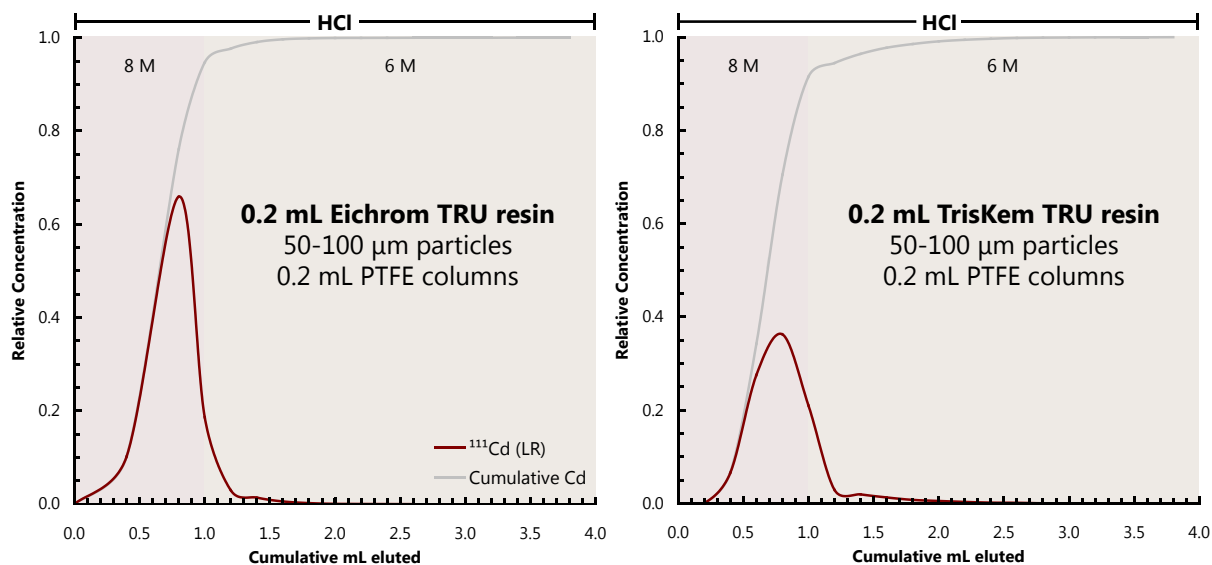 HCl
1.0
0.8
0.6
0.4
0.2
0.0
Relative Concentration
8 M
6 M
0.2 mL Eichrom TRU resin
50-100 µm particles
0.2 mL PTFE columns
¹¹¹Cd (LR)
Cumulative Cd
0.0 0.5 1.0 1.5 2.0 2.5 3.0 3.5 4.0
Cumulative mL eluted
HCl
1.0
0.8
0.6
0.4
0.2
0.0
Relative Concentration
8 M
6 M
0.2 mL TrisKem TRU resin
50-100 µm particles
0.2 mL PTFE columns
0.0 0.5 1.0 1.5 2.0 2.5 3.0 3.5 4.0
Cumulative mL eluted